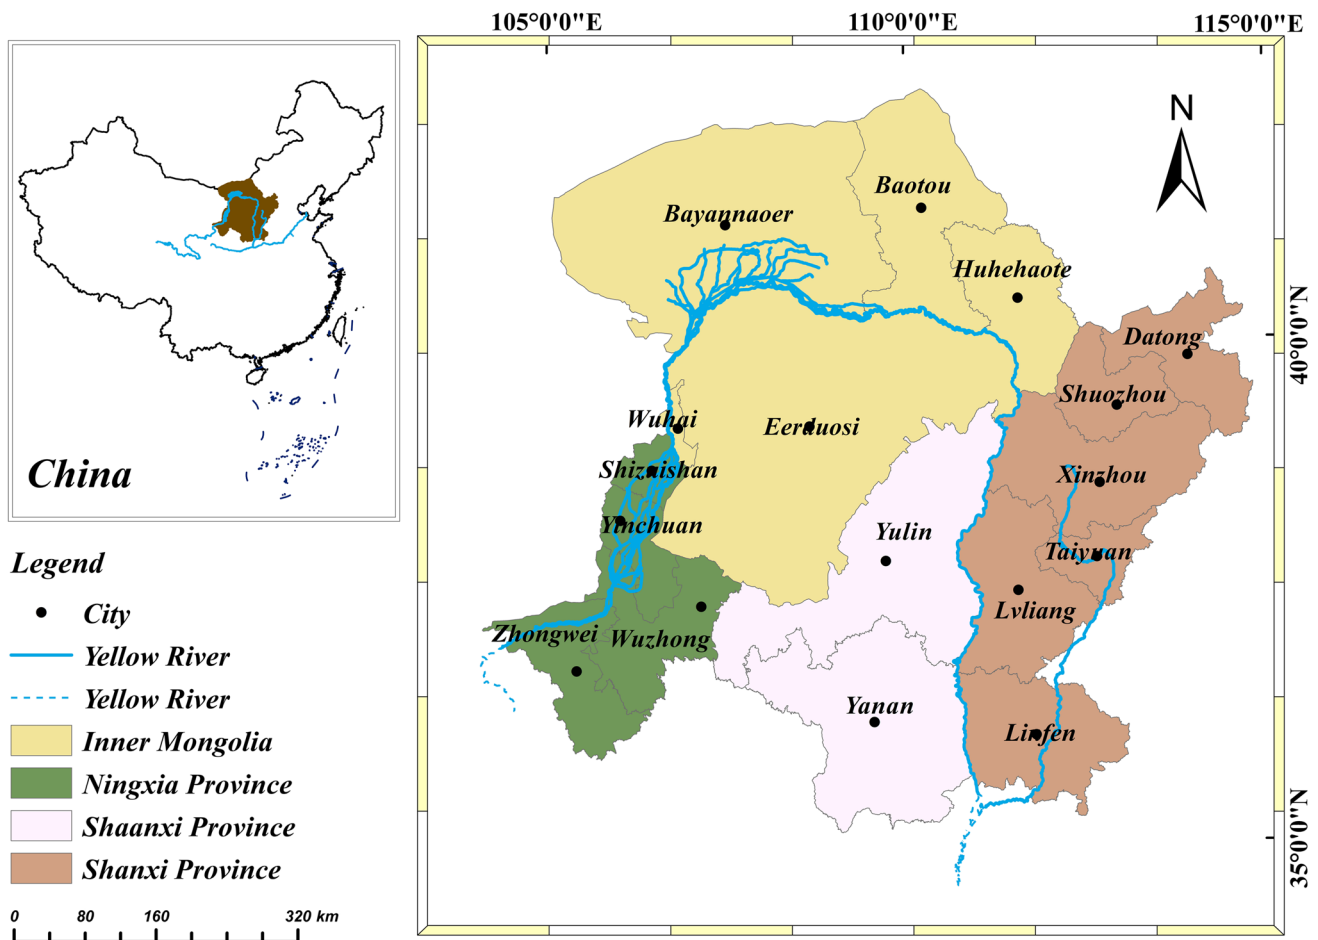 105°0'0"E
110°0'0"E
115°0'0"E
N
Baotou
Bayannaoer
Huhehaote
40°0'0"N
Datong
Shuozhou
Wuhai
Eerduosi
China
Shizuishan
Xinzhou
Yinchuan
Yulin
Taiyuan
Legend
City
Lvliang
Zhongwei
Wuzhong
Yellow River
Yellow River
Yanan
Linfen
Inner Mongolia
Ningxia Province
Shaanxi Province
35°0'0"N
Shanxi Province
0 80 160 320 km